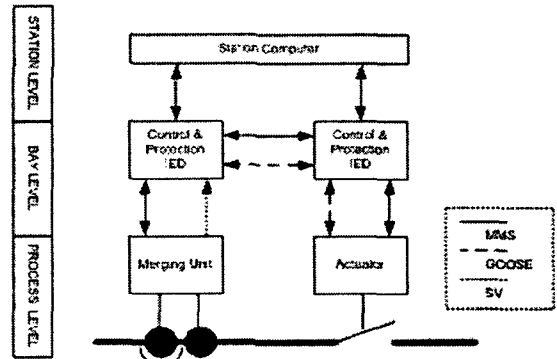 STATION LEVEL
Station Computer
BAY LEVEL
Control &
Protection
IED
Control &
Protection
IED
PROCESS LEVEL
Merging Unit
Actuator
MMS
GOOSE
SV